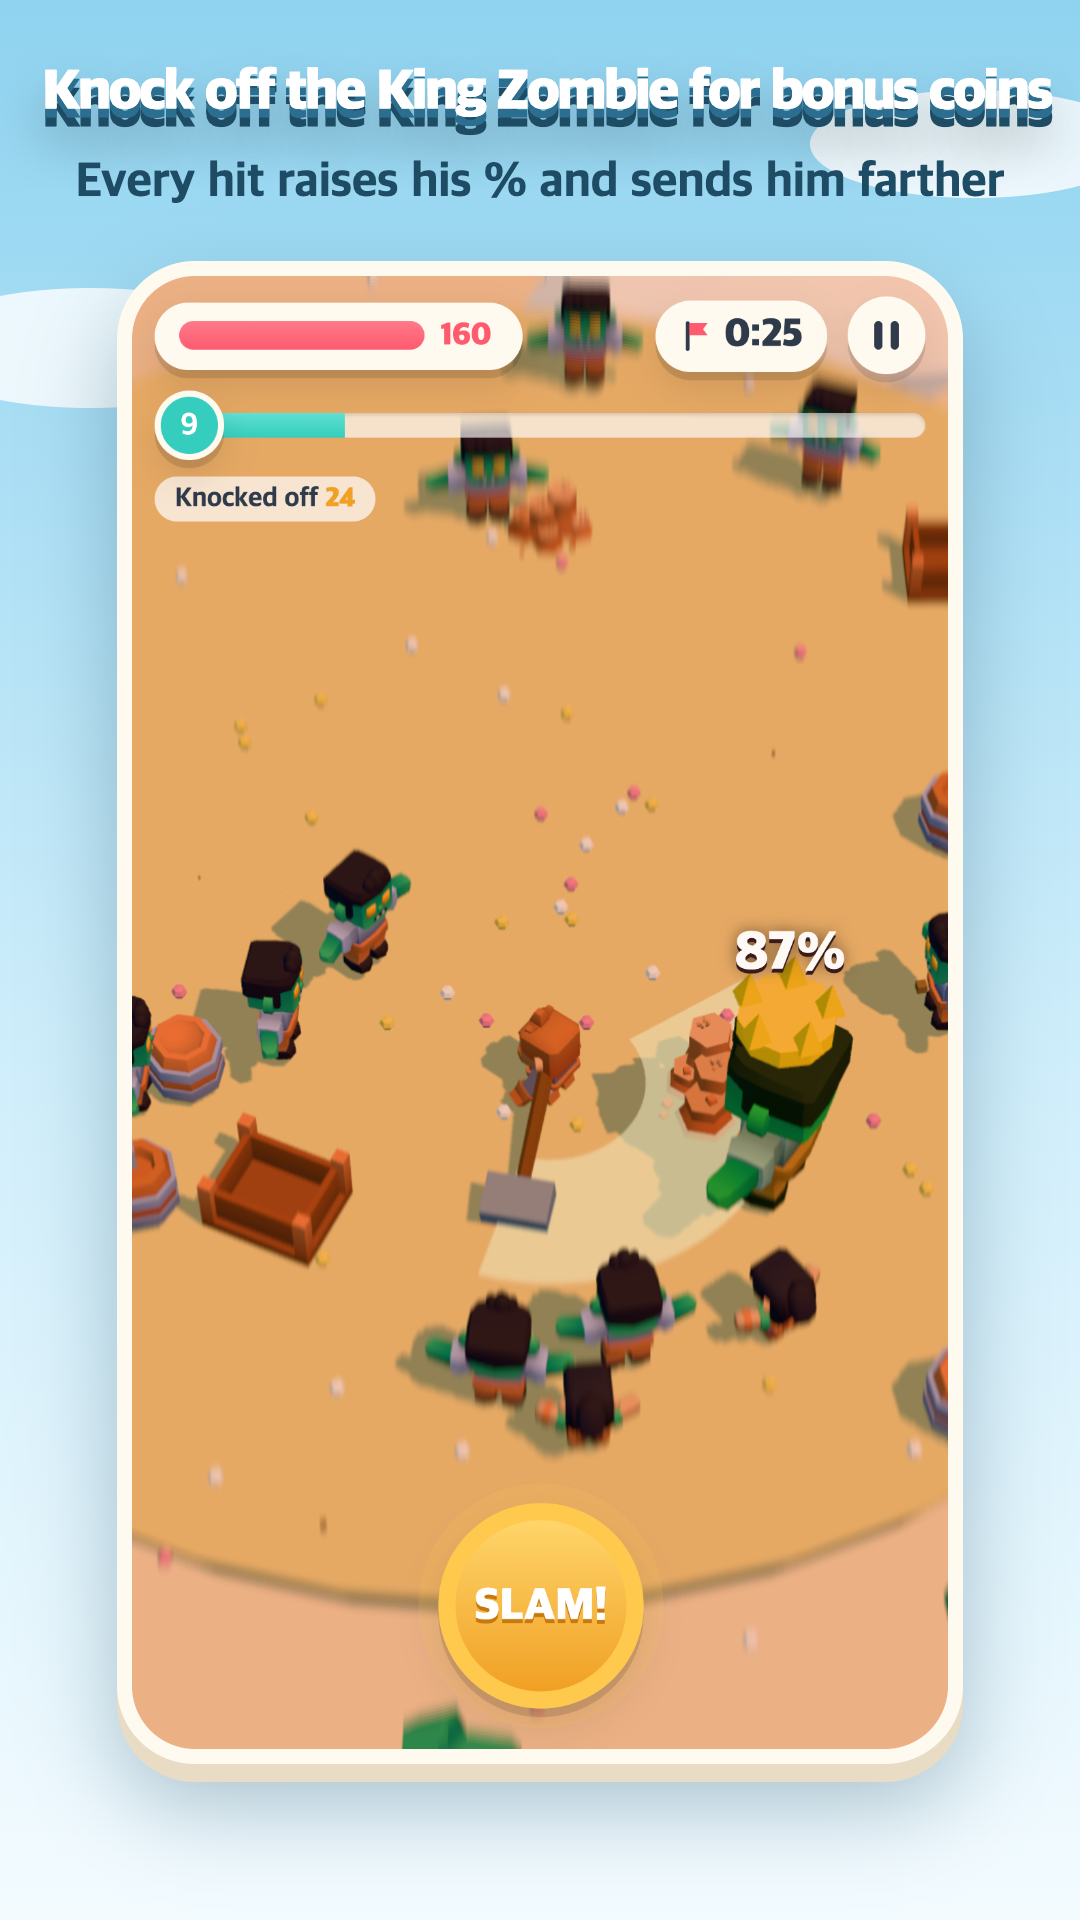 Knock off the King Zombie for bonus coins
Every hit raises his % and sends him farther
160
0:25
9
Knocked off 24
87%
SLAM!